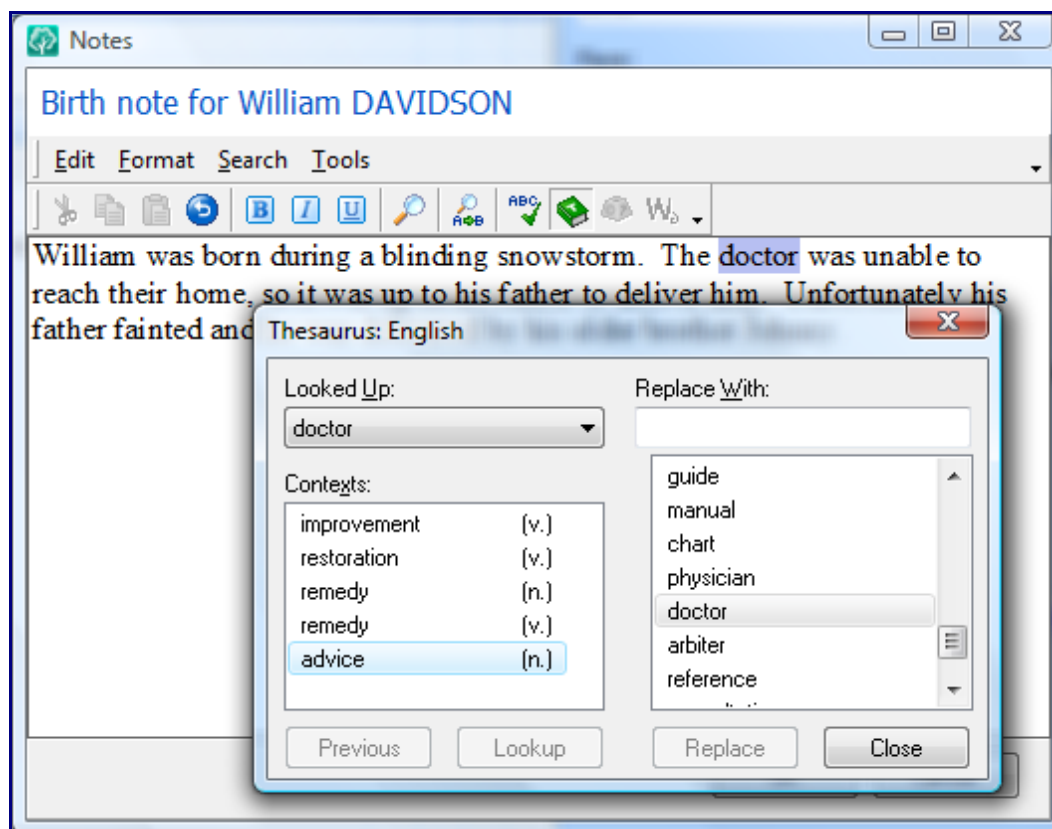 Notes
Birth note for William DAVIDSON
Edit Format Search Tools
B I U ABC A B W
William was born during a blinding snowstorm. The doctor was unable to
reach their home, so it was up to his father to deliver him. Unfortunately his
father fainted and
Thesaurus: English
Looked Up:
doctor
Replace With:
Contexts:
improvement (v.)
restoration (v.)
remedy (n.)
remedy (v.)
advice (n.)
guide
manual
chart
physician
doctor
arbiter
reference
Previous Lookup Replace Close